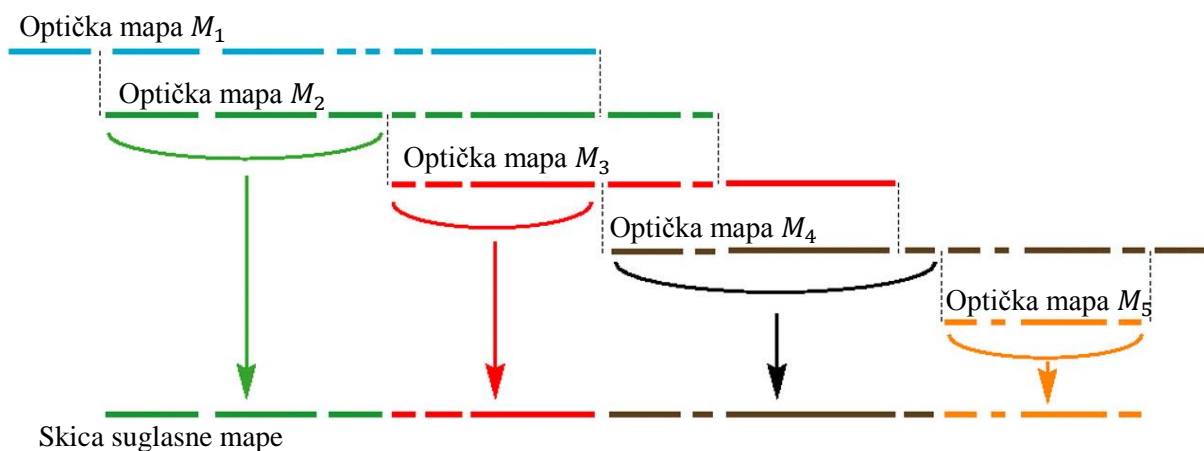 Optička mapa M₁
Optička mapa M₂
Optička mapa M₃
Optička mapa M₄
Optička mapa M₅
Skica suglasne mape